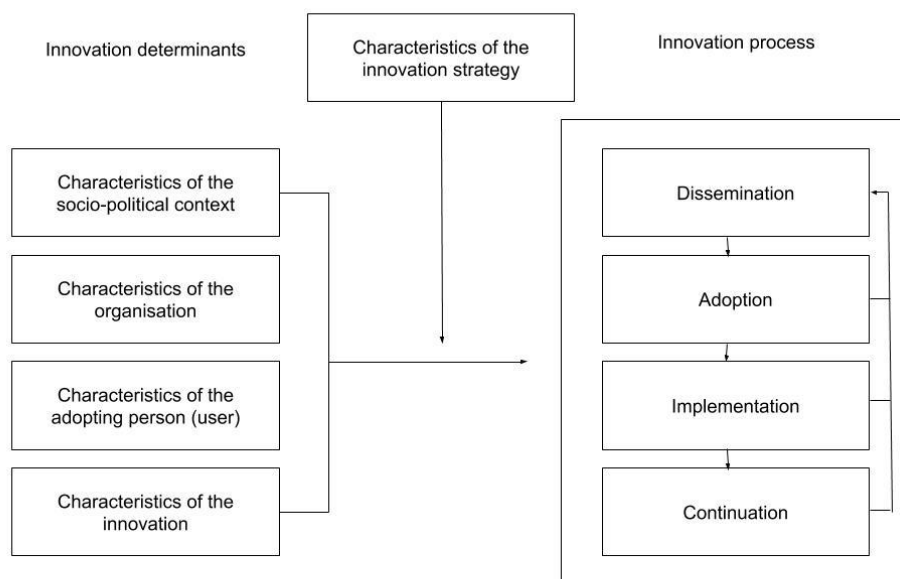 Innovation determinants
Characteristics of the
innovation strategy
Innovation process
Characteristics of the
socio-political context
Characteristics of the
organisation
Characteristics of the
adopting person (user)
Characteristics of the
innovation
Dissemination
Adoption
Implementation
Continuation